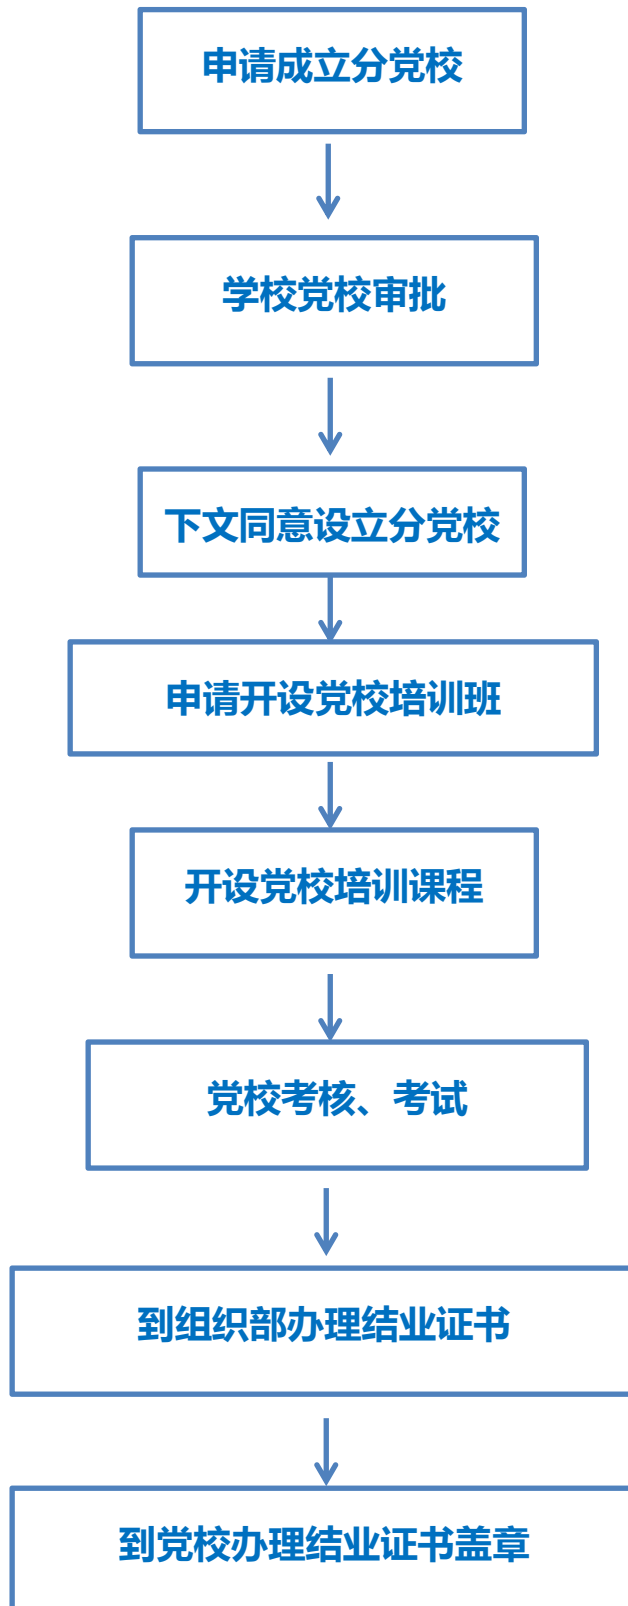 申请成立分党校
学校党校审批
下文同意设立分党校
申请开设党校培训班
开设党校培训课程
党校考核、考试
到组织部办理结业证书
到党校办理结业证书盖章